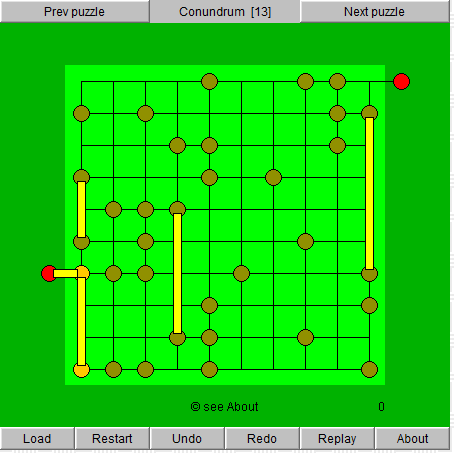 Prev puzzle
Conundrum [13]
Next puzzle
© see About
0
Load
Restart
Undo
Redo
Replay
About